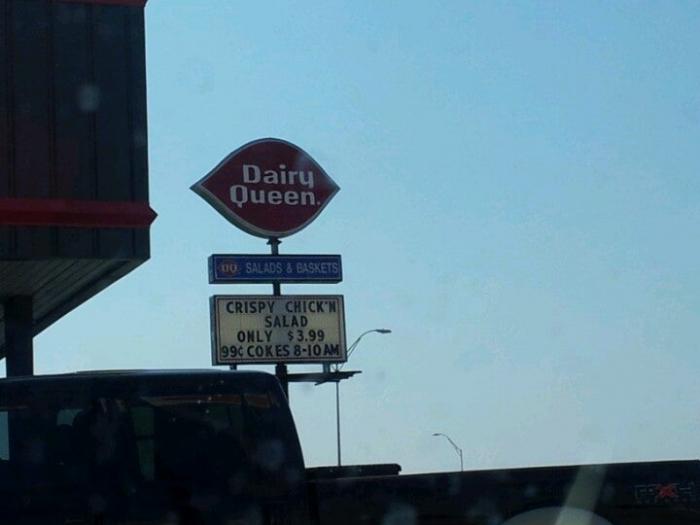 Dairy
Queen.
DQ SALADS & BASKETS
CRISPY CHICK'N
SALAD
ONLY $3.99
99¢ COKES 8-10 AM